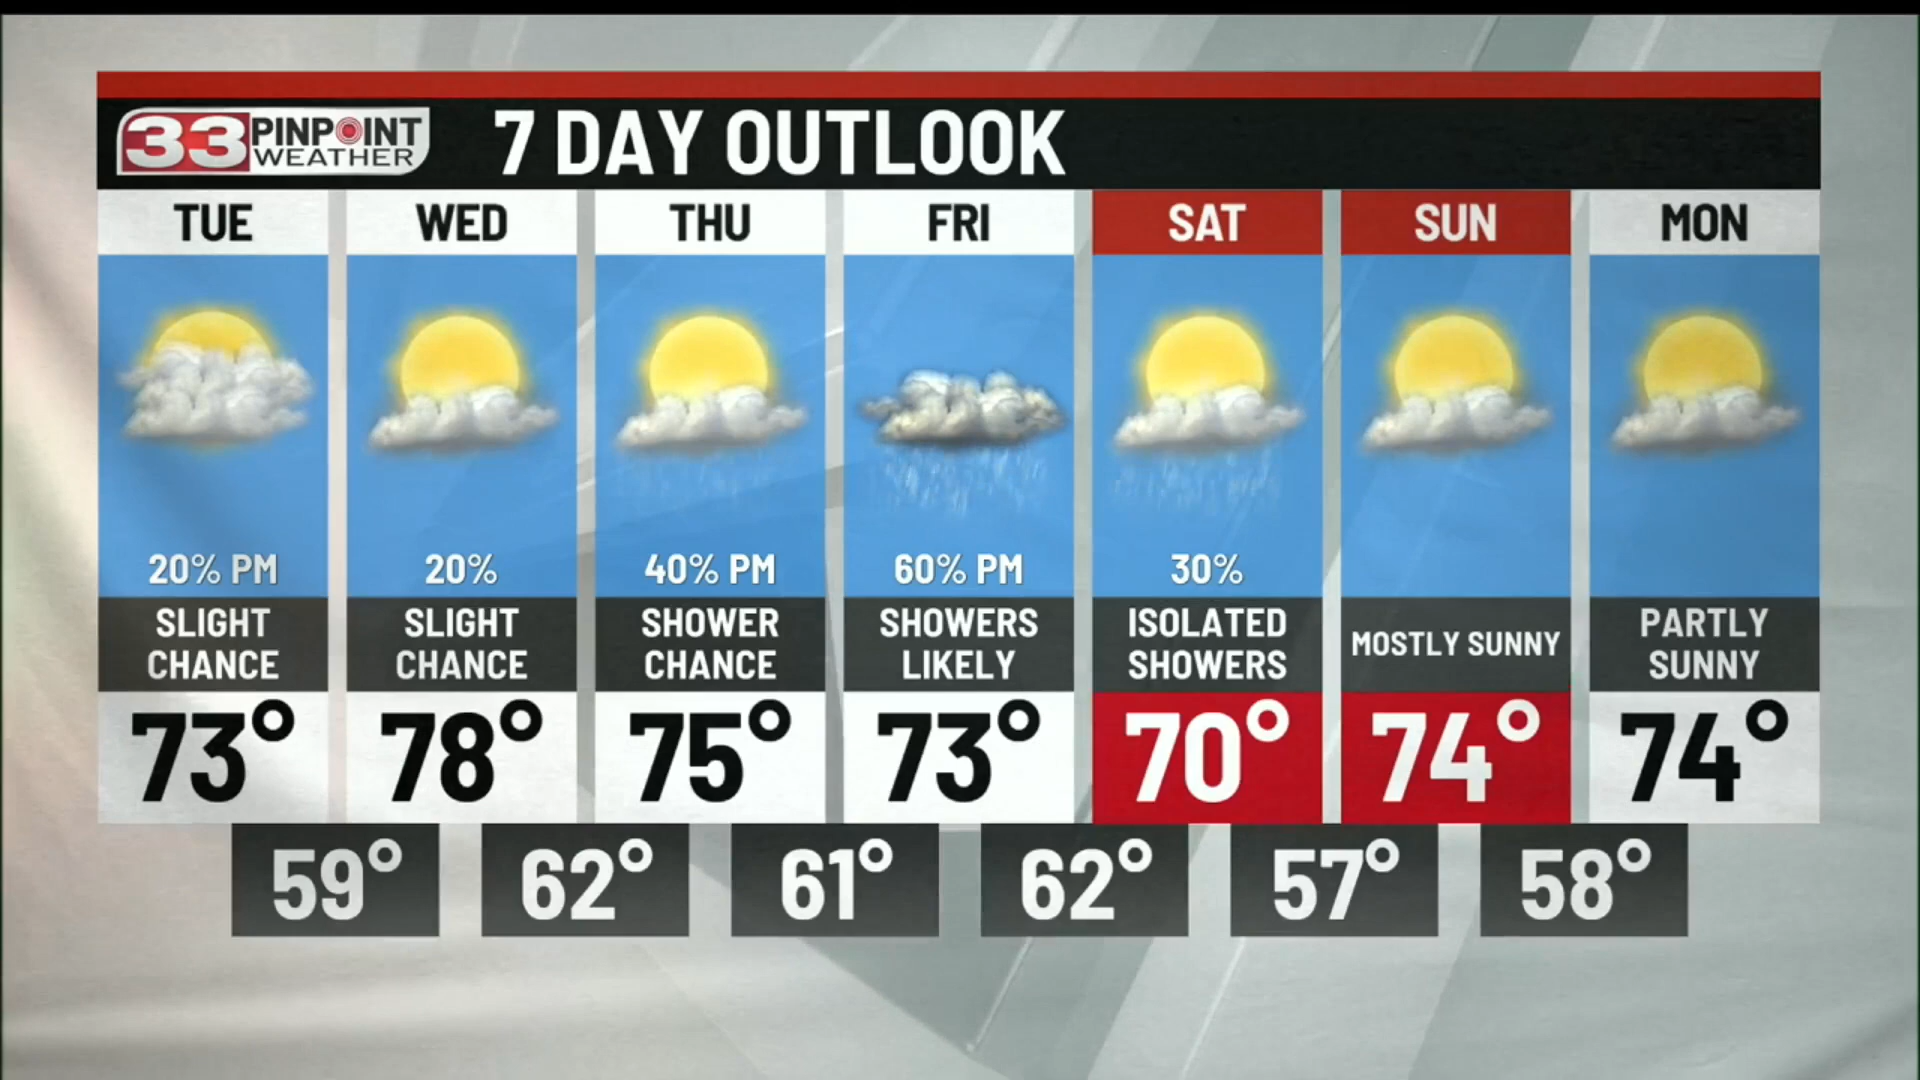 33 PINPOINT WEATHER
7 DAY OUTLOOK
TUE WED THU FRI SAT SUN MON
20% PM 20% 40% PM 60% PM 30%
SLIGHT CHANCE
SLIGHT CHANCE
SHOWER CHANCE
SHOWERS LIKELY
ISOLATED SHOWERS
MOSTLY SUNNY
PARTLY SUNNY
73° 78° 75° 73° 70° 74° 74°
59° 62° 61° 62° 57° 58°